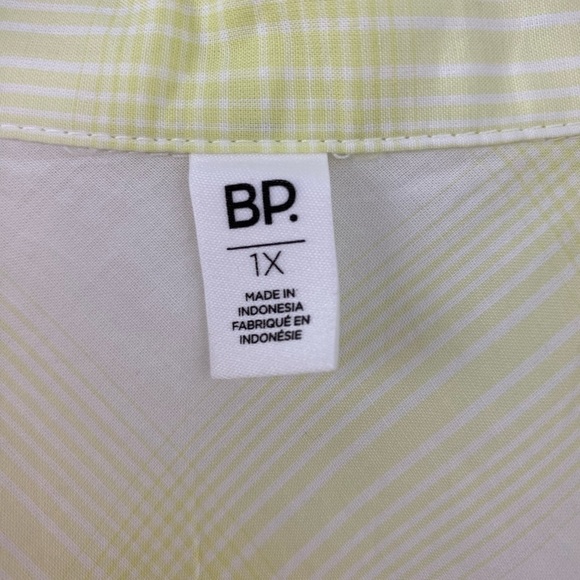 BP.
1X
MADE IN
INDONESIA
FABRIQUÉ EN
INDONÉSIE